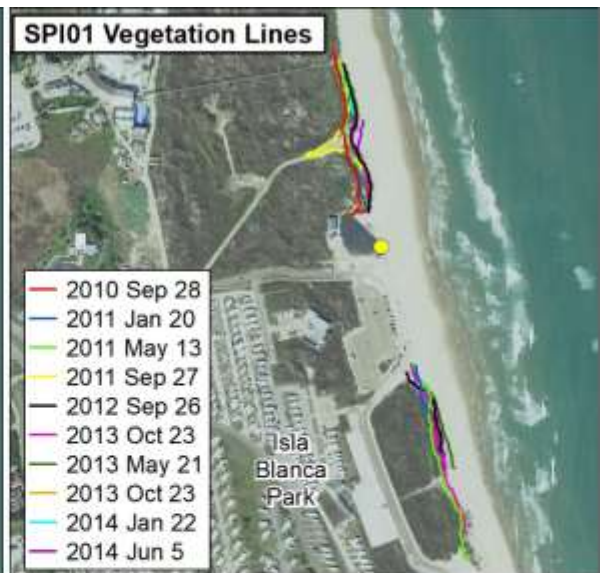 SPI01 Vegetation Lines
2010 Sep 28
2011 Jan 20
2011 May 13
2011 Sep 27
2012 Sep 26
2013 Oct 23
2013 May 21
2013 Oct 23
2014 Jan 22
2014 Jun 5
Isla
Blanca
Park